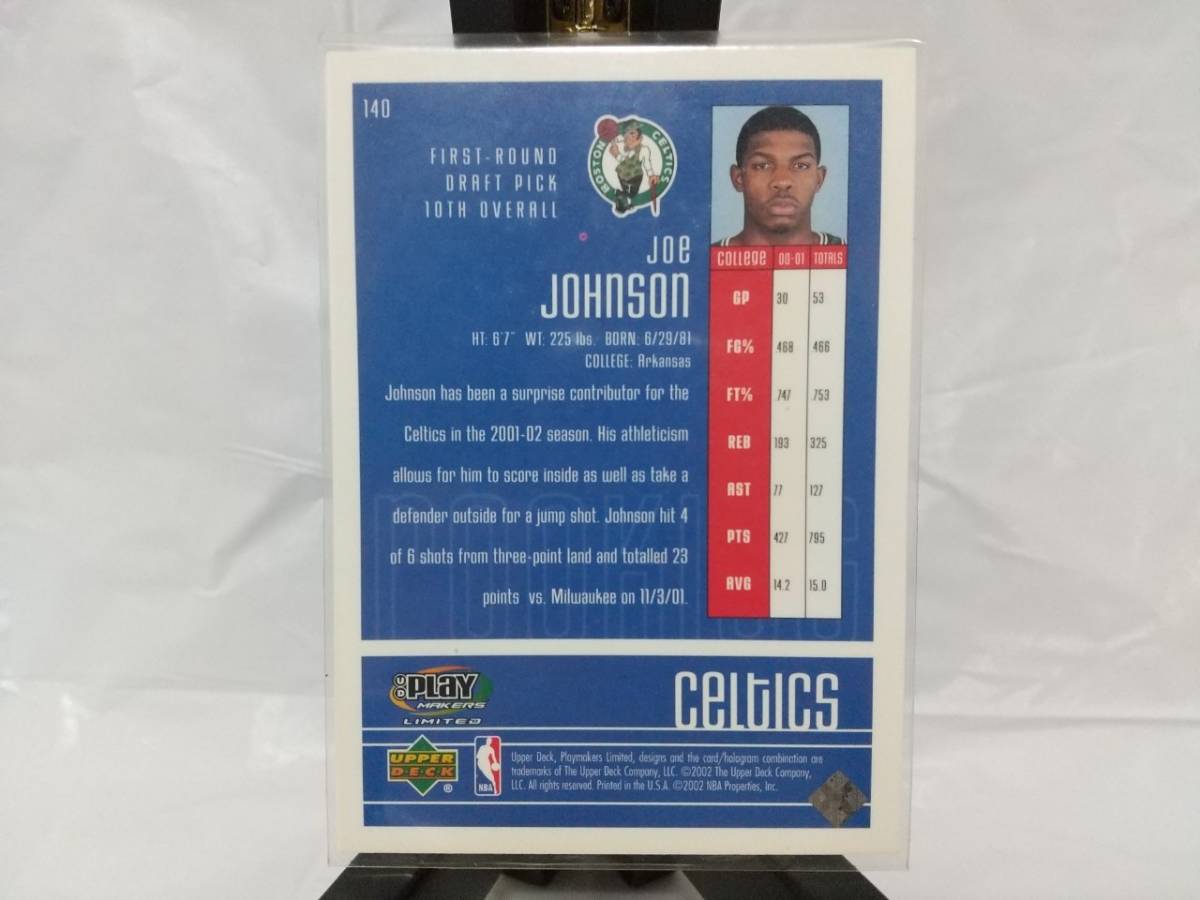 140
FIRST-ROUND
DRAFT PICK
10TH OVERALL
BOSTON CELTICS
JOE
JOHNSON
HT: 6'7" WT: 225 lbs. BORN: 6/29/81
COLLEGE: Arkansas
Johnson has been a surprise contributor for the
Celtics in the 2001-02 season. His athleticism
allows for him to score inside as well as take a
defender outside for a jump shot. Johnson hit 4
of 6 shots from three-point land and totalled 23
points vs. Milwaukee on 11/3/01.
COLLEGE 00-01 TOTALS
GP 30 53
FG% .468 .466
FT% .747 .753
REB 193 325
AST 77 127
PTS 427 795
AVG 14.2 15.0
ROOKIES
UD PLAY
MAKERS
LIMITED
CELTICS
UPPER
DECK
®
NBA
Upper Deck, Playmakers Limited, designs and the card/hologram combination are
trademarks of The Upper Deck Company, LLC. ©2002 The Upper Deck Company,
LLC. All rights reserved. Printed in the U.S.A. ©2002 NBA Properties, Inc.